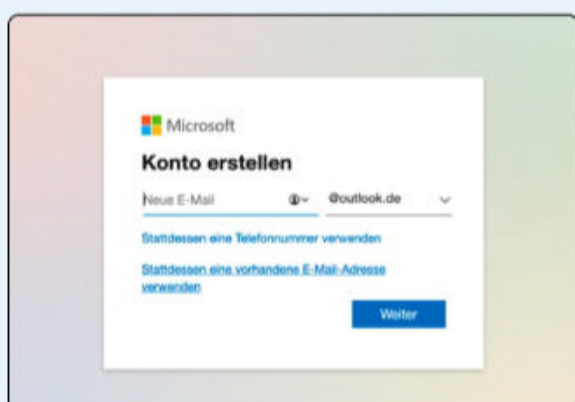 Microsoft
Konto erstellen
Neue E-Mail @outlook.de
Stattdessen eine Telefonnummer verwenden
Stattdessen eine vorhandene E-Mail-Adresse
verwenden
Weiter